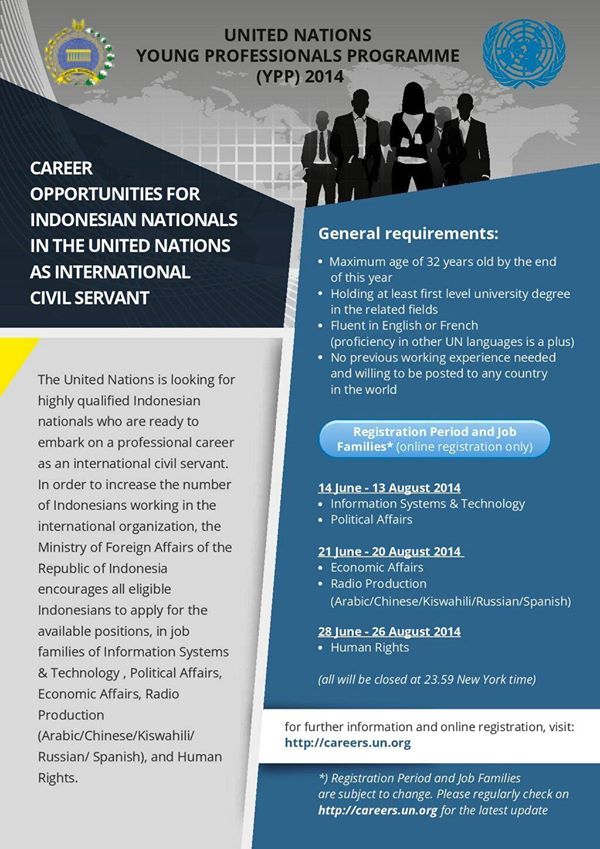 UNITED NATIONS
YOUNG PROFESSIONALS PROGRAMME
(YPP) 2014
CAREER
OPPORTUNITIES FOR
INDONESIAN NATIONALS
IN THE UNITED NATIONS
AS INTERNATIONAL
CIVIL SERVANT
The United Nations is looking for
highly qualified Indonesian
nationals who are ready to
embark on a professional career
as an international civil servant.
In order to increase the number
of Indonesians working in the
international organization, the
Ministry of Foreign Affairs of the
Republic of Indonesia
encourages all eligible
Indonesians to apply for the
available positions, in job
families of Information Systems
& Technology , Political Affairs,
Economic Affairs, Radio
Production
(Arabic/Chinese/Kiswahili/
Russian/ Spanish), and Human
Rights.
General requirements:
• Maximum age of 32 years old by the end
of this year
• Holding at least first level university degree
in the related fields
• Fluent in English or French
(proficiency in other UN languages is a plus)
• No previous working experience needed
and willing to be posted to any country
in the world
Registration Period and Job
Families* (online registration only)
14 June - 13 August 2014
• Information Systems & Technology
• Political Affairs
21 June - 20 August 2014
• Economic Affairs
• Radio Production
(Arabic/Chinese/Kiswahili/Russian/Spanish)
28 June - 26 August 2014
• Human Rights
(all will be closed at 23.59 New York time)
for further information and online registration, visit:
http://careers.un.org
*) Registration Period and Job Families
are subject to change. Please regularly check on
http://careers.un.org for the latest update